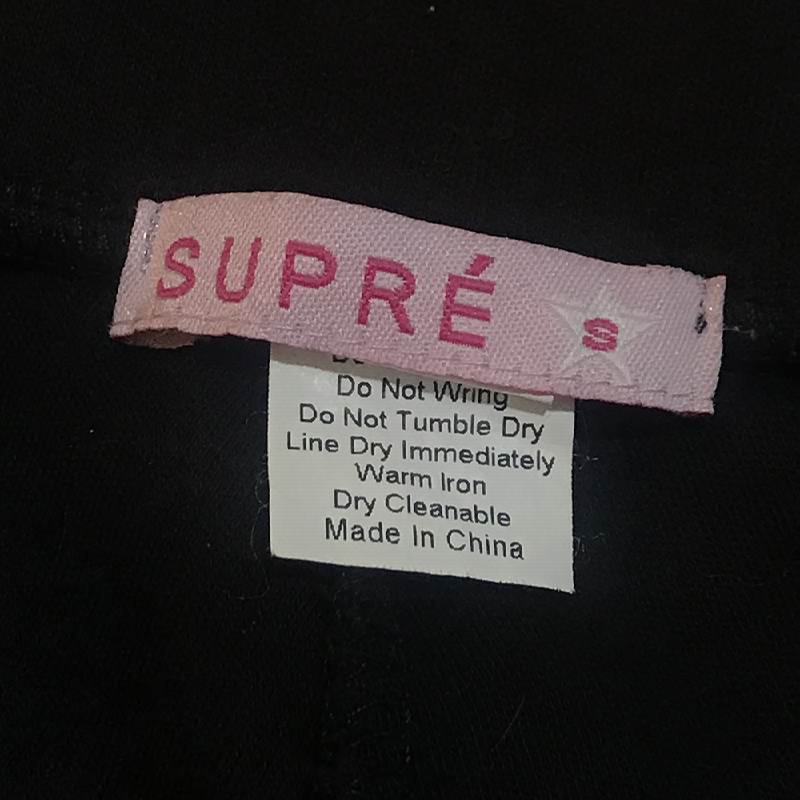 SUPRÉ S
Do Not Wring
Do Not Tumble Dry
Line Dry Immediately
Warm Iron
Dry Cleanable
Made In China